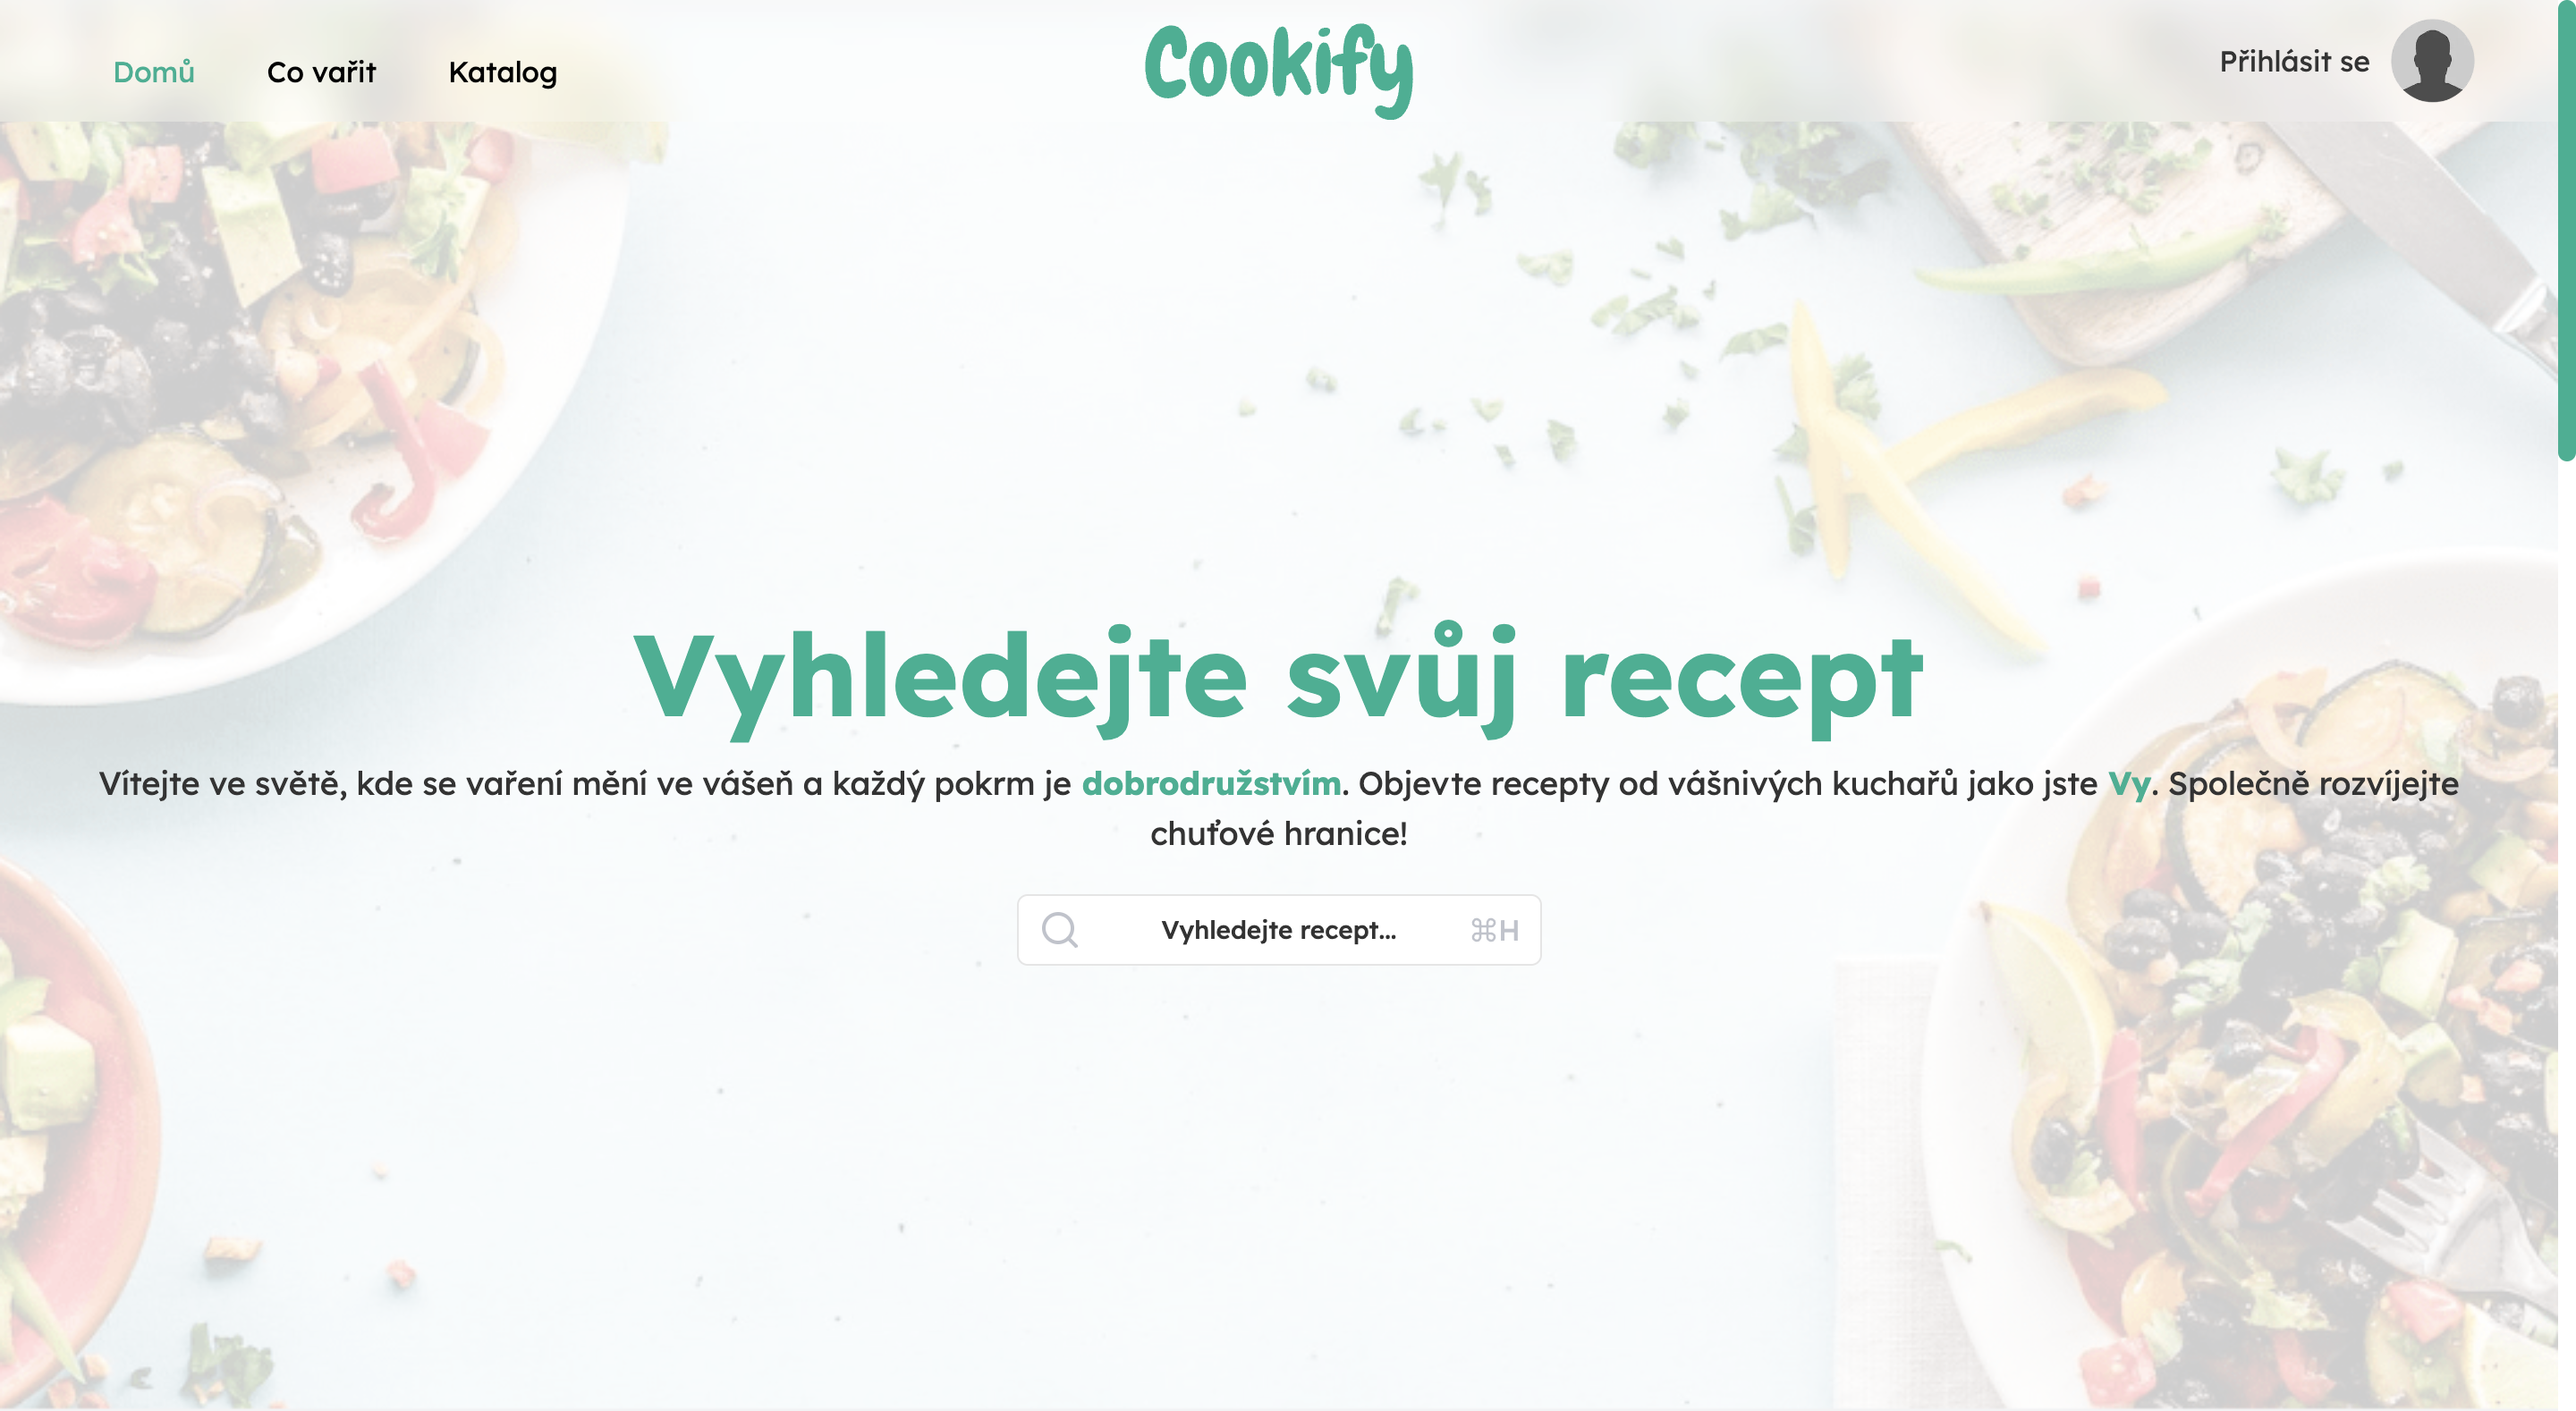 Domů
Co vařit
Katalog
Cookify
Přihlásit se
Vyhledejte svůj recept
Vítejte ve světě, kde se vaření mění ve vášeň a každý pokrm je dobrodružstvím. Objevte recepty od vášnivých kuchařů jako jste Vy. Společně rozvíjejte
chuťové hranice!
Vyhledejte recept...
⌘H